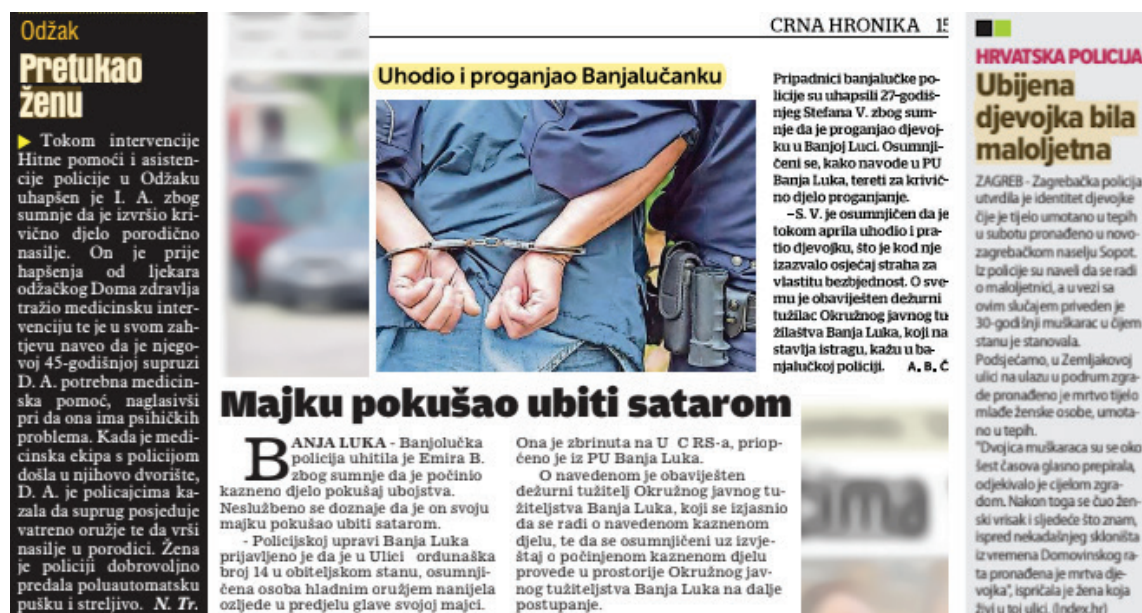 Odžak
Pretukao
ženu
Tokom intervencije
Hitne pomoći i asisten-
cije policije u Odžaku
uhapšen je I. A. zbog
sumnje da je izvršio kri-
vično djelo porodično
nasilje. On je prije
hapšenja od ljekara
odžačkog Doma zdravlja
tražio medicinsku inter-
venciju te je u svom zah-
tjevu naveo da je njego-
voj 45-godišnjoj supruzi
D. A. potrebna medicin-
ska pomoć, naglasivši
pri da ona ima psihičkih
problema. Kada je medi-
cinska ekipa s policijom
došla u njihovo dvorište,
D. A. je policajcima ka-
zala da suprug posjeduje
vatreno oružje te da vrši
nasilje u porodici. Žena
je policiji dobrovoljno
predala poluautomatsku
pušku i streljivo. N. Tr.
CRNA HRONIKA 15
Uhodio i proganjao Banjalučanku
Pripadnici banjalučke po-
licije su uhapsili 27-godiš-
njeg Stefana V. zbog sum-
nje da je proganjao djevoj-
ku u Banjoj Luci. Osumnji-
čeni se, kako navode u PU
Banja Luka, tereti za krivič-
no djelo proganjanje.
–S. V. je osumnjičen da je
tokom aprila uhodio i pra-
tio djevojku, što je kod nje
izazvalo osjećaj straha za
vlastitu bezbjednost. O sve-
mu je obaviješten dežurni
tužilac Okružnog javnog tu
žilaštva Banja Luka, koji na
stavlja istragu, kažu u ba-
njalučkoj policiji. A. B. Č
Majku pokušao ubiti satarom
BANJA LUKA - Banjolučka
policija uhitila je Emira B.
zbog sumnje da je počinio
kazneno djelo pokušaj ubojstva.
Neslužbeno se doznaje da je on svoju
majku pokušao ubiti satarom.
- Policijskoj upravi Banja Luka
prijavljeno je da je u Ulici orđunaška
broj 14 u obiteljskom stanu, osumnji-
čena osoba hladnim oružjem nanijela
ozljede u predjelu glave svojoj majci.
Ona je zbrinuta na U C RS-a, priop-
ćeno je iz PU Banja Luka.
O navedenom je obaviješten
dežurni tužitelj Okružnog javnog tu-
žiteljstva Banja Luka, koji se izjasnio
da se radi o navedenom kaznenom
djelu, te da se osumnjičeni uz izvje-
štaj o počinjenom kaznenom djelu
provede u prostorije Okružnog jav-
nog tužiteljstva Banja Luka na dalje
postupanje.
HRVATSKA POLICIJA
Ubijena
djevojka bila
maloljetna
ZAGREB - Zagrebačka policija
utvrdila je identitet djevojke
čije je tijelo umotano u tepih
u subotu pronađeno u novo-
zagrebačkom naselju Sopot.
Iz policije su naveli da se radi
o maloljetnici, a u vezi sa
ovim slučajem priveden je
30-godišnji muškarac u čijem
stanu je stanovala.
Podsjećamo, u Zemljakovoj
ulici na ulazu u podrum zgra-
de pronađeno je mrtvo tijelo
mlađe ženske osobe, umota-
no u tepih.
"Dvojica muškaraca su se oko
šest časova glasno prepirala,
odjekivalo je cijelom zgra-
dom. Nakon toga se čuo žen-
ski vrisak i sljedeće što znam,
ispred nekadašnjeg skloništa
iz vremena Domovinskog ra-
ta pronađena je mrtva dje-
vojka", ispričala je žena koja
živi u toj ulici. (Index.hr)